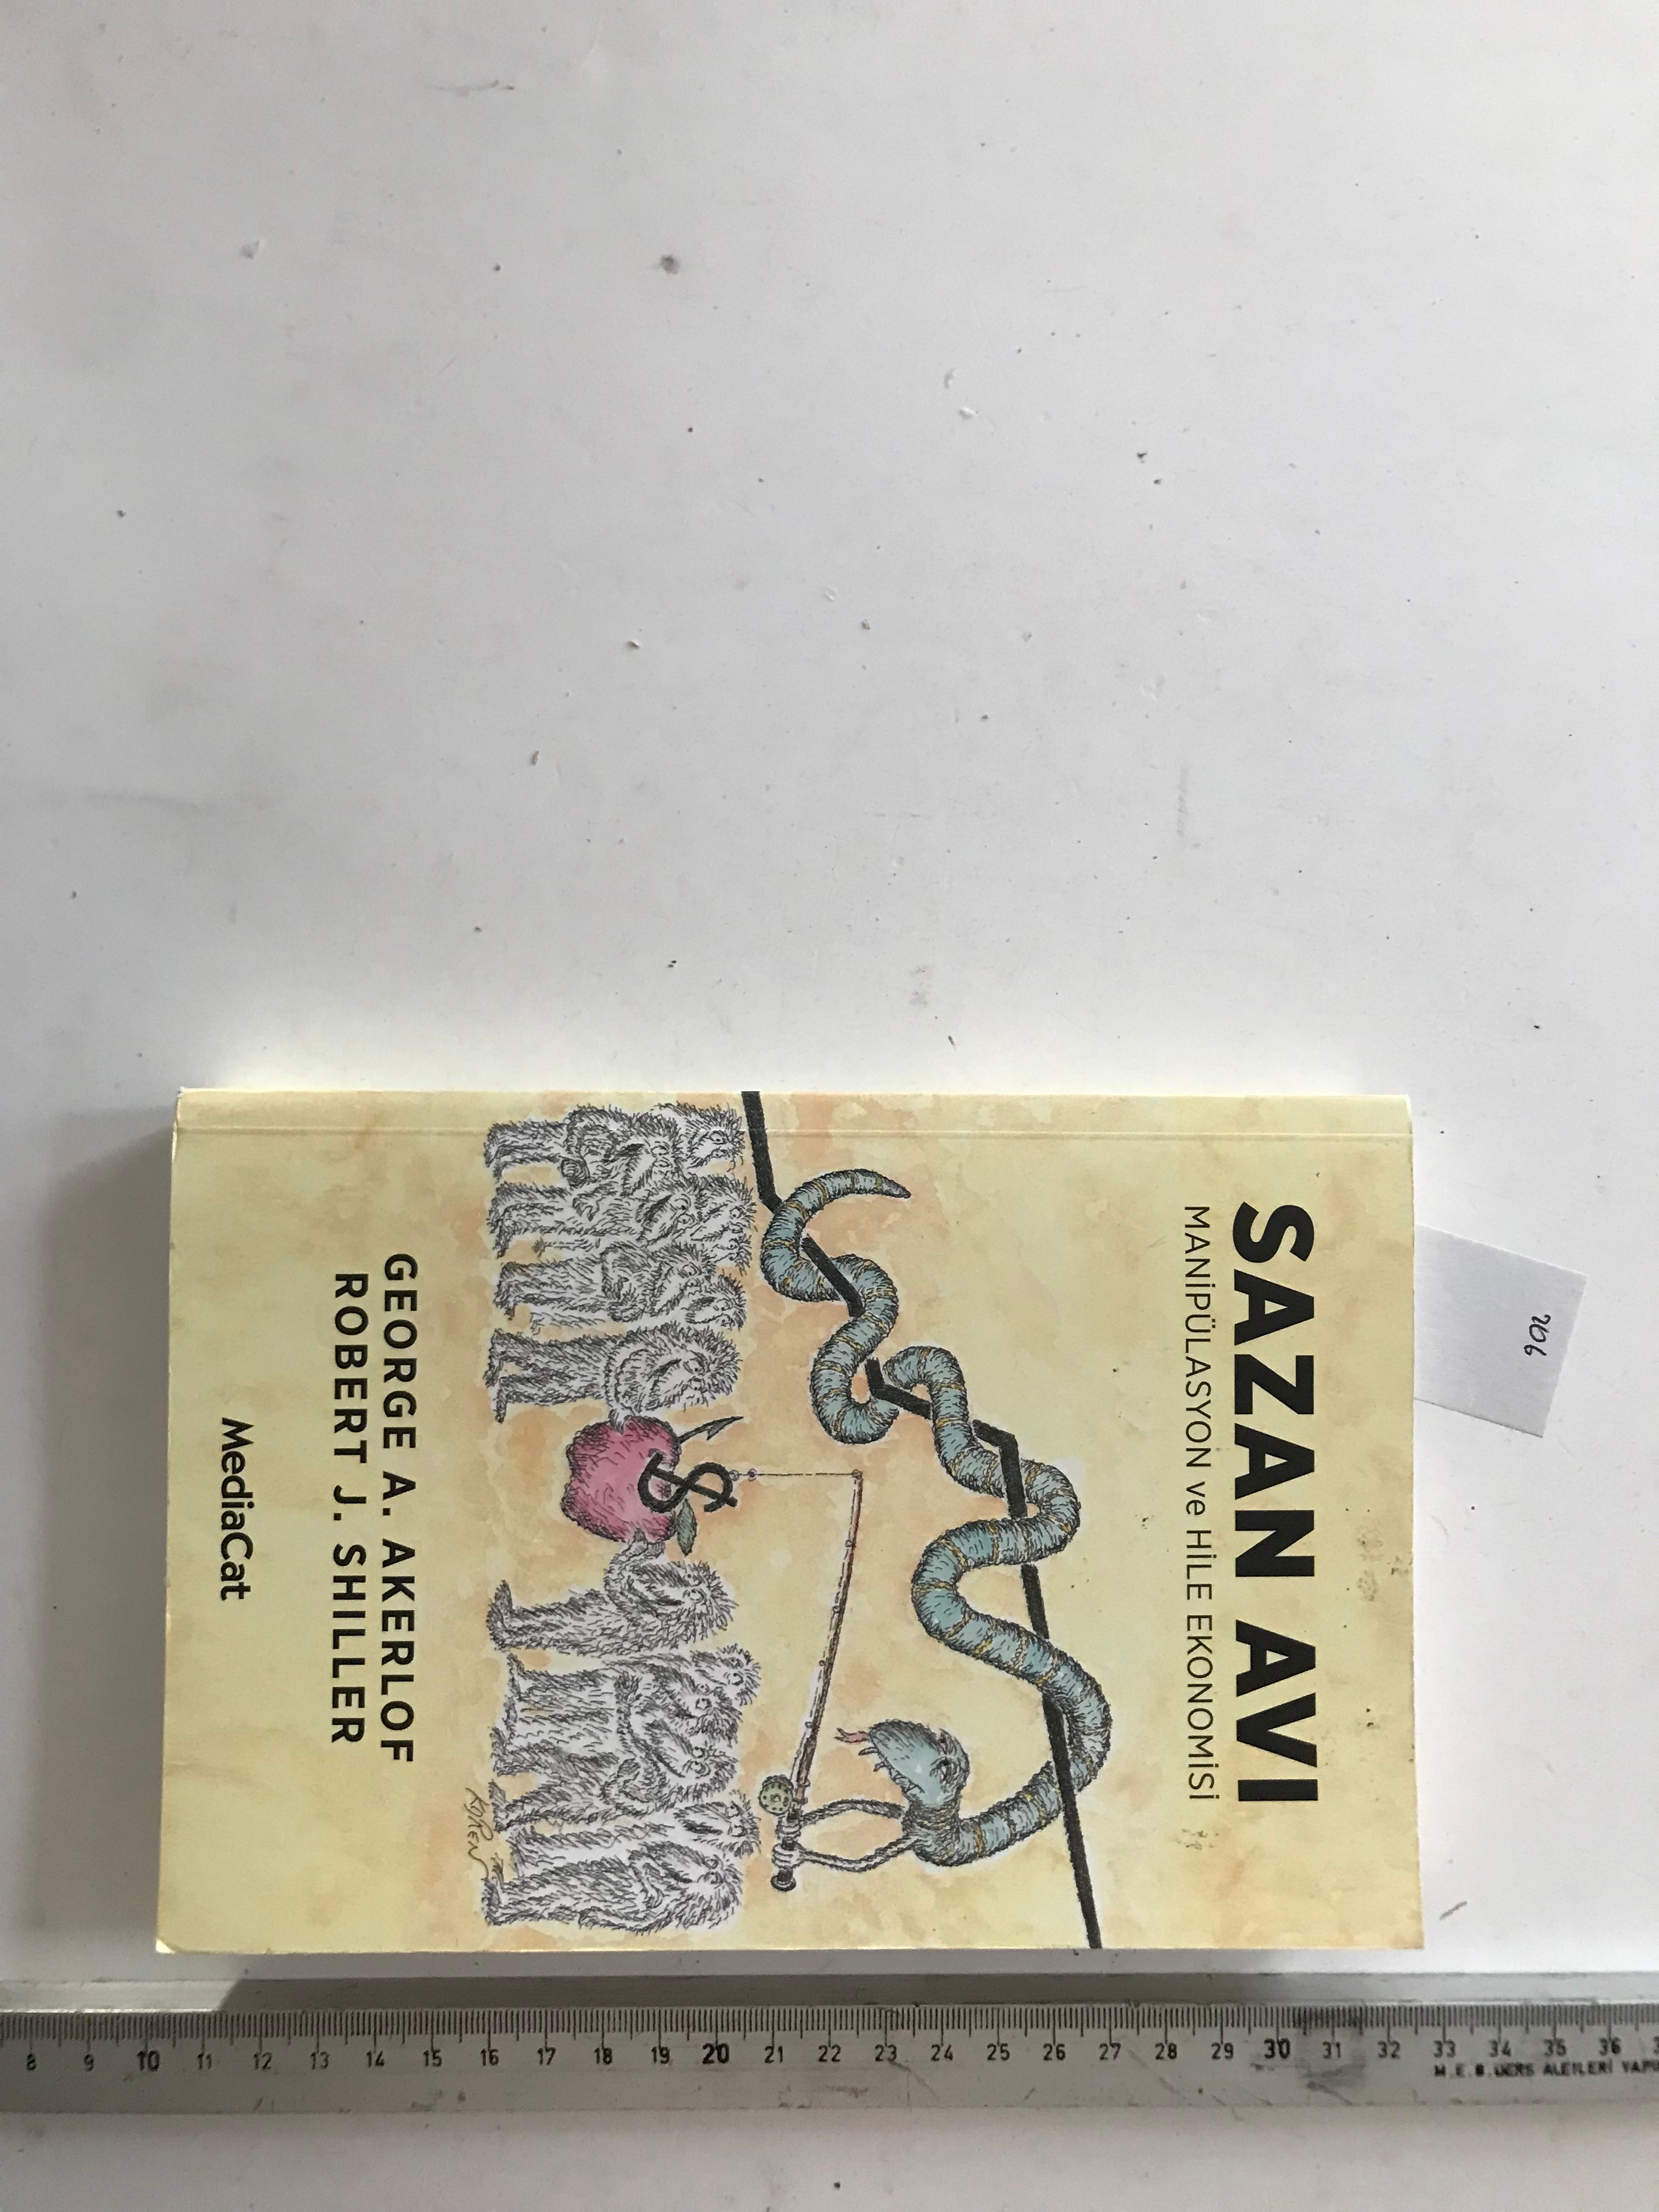 SAZAN AVI
MANİPÜLASYON ve HİLE EKONOMİSİ
GEORGE A. AKERLOF
ROBERT J. SHILLER
MediaCat
206
8 9 10 11 12 13 14 15 16 17 18 19 20 21 22 23 24 25 26 27 28 29 30 31 32 33 34 35 36
M.E.B. DERS ALETLERİ YAPI